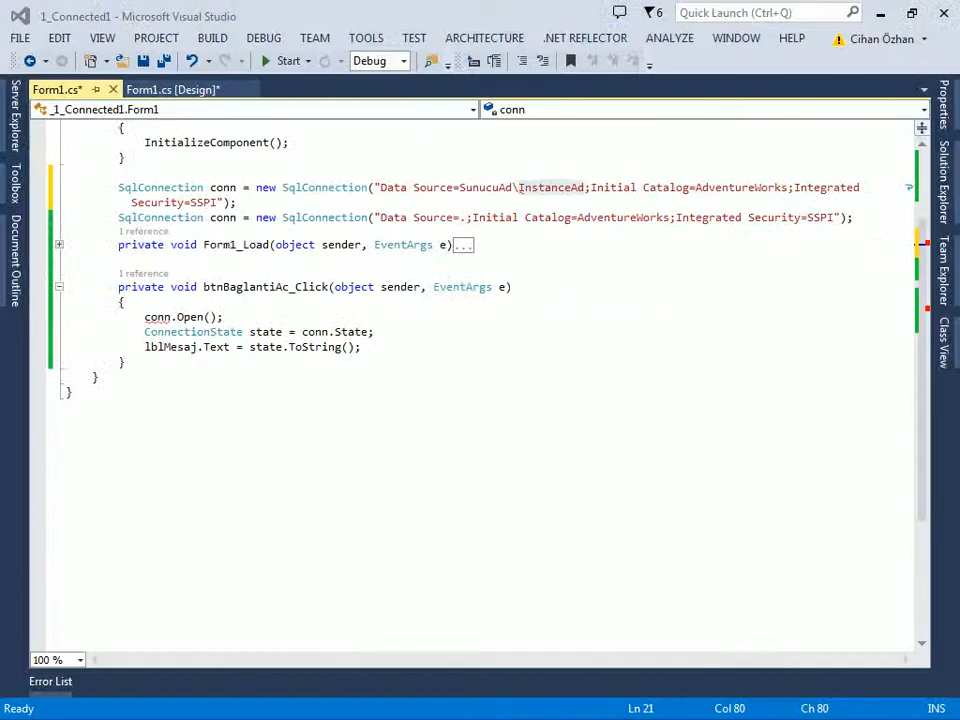 1_Connected1 - Microsoft Visual Studio
6
Quick Launch (Ctrl+Q)
FILE EDIT VIEW PROJECT BUILD DEBUG TEAM TOOLS TEST ARCHITECTURE .NET REFLECTOR ANALYZE WINDOW HELP Cihan Özhan
Start Debug
Form1.cs* Form1.cs [Design]*
_1_Connected1.Form1 conn
{
InitializeComponent();
}
SqlConnection conn = new SqlConnection("Data Source=SunucuAd\InstanceAd;Initial Catalog=AdventureWorks;Integrated
Security=SSPI");
SqlConnection conn = new SqlConnection("Data Source=.;Initial Catalog=AdventureWorks;Integrated Security=SSPI");
1 reference
private void Form1_Load(object sender, EventArgs e)...
1 reference
private void btnBaglantiAc_Click(object sender, EventArgs e)
{
conn.Open();
ConnectionState state = conn.State;
lblMesaj.Text = state.ToString();
}
}
}
Server Explorer
Toolbox
Document Outline
Properties
Solution Explorer
Team Explorer
Class View
100 %
Error List
Ready Ln 21 Col 80 Ch 80 INS